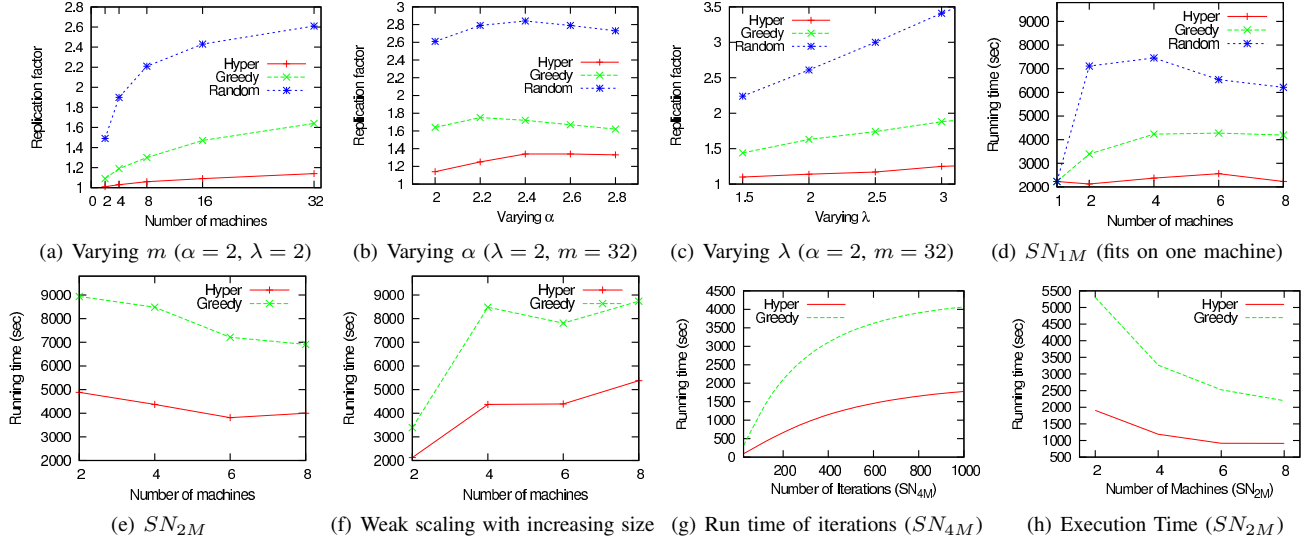 2.8
2.6
2.4
2.2
2
1.8
1.6
1.4
1.2
1
Replication factor
Hyper
Greedy
Random
0 2 4 8 16 32
Number of machines
(a) Varying m (α = 2, λ = 2)
3
2.8
2.6
2.4
2.2
2
1.8
1.6
1.4
1.2
1
Replication factor
Hyper
Greedy
Random
2 2.2 2.4 2.6 2.8
Varying α
(b) Varying α (λ = 2, m = 32)
3.5
3
2.5
2
1.5
1
Replication factor
Hyper
Greedy
Random
1.5 2 2.5 3
Varying λ
(c) Varying λ (α = 2, m = 32)
9000
8000
7000
6000
5000
4000
3000
2000
Running time (sec)
Hyper
Greedy
Random
1 2 4 6 8
Number of machines
(d) SN1M (fits on one machine)
9000
8000
7000
6000
5000
4000
3000
2000
Running time (sec)
Hyper
Greedy
2 4 6 8
Number of machines
(e) SN2M
9000
8000
7000
6000
5000
4000
3000
2000
Running time (sec)
Hyper
Greedy
2 4 6 8
Number of machines
(f) Weak scaling with increasing size
4500
4000
3500
3000
2500
2000
1500
1000
500
0
Running time (sec)
Hyper
Greedy
200 400 600 800 1000
Number of Iterations (SN4M)
(g) Run time of iterations (SN4M)
5500
5000
4500
4000
3500
3000
2500
2000
1500
1000
500
Running time (sec)
Hyper
Greedy
2 4 6 8
Number of Machines (SN2M)
(h) Execution Time (SN2M)